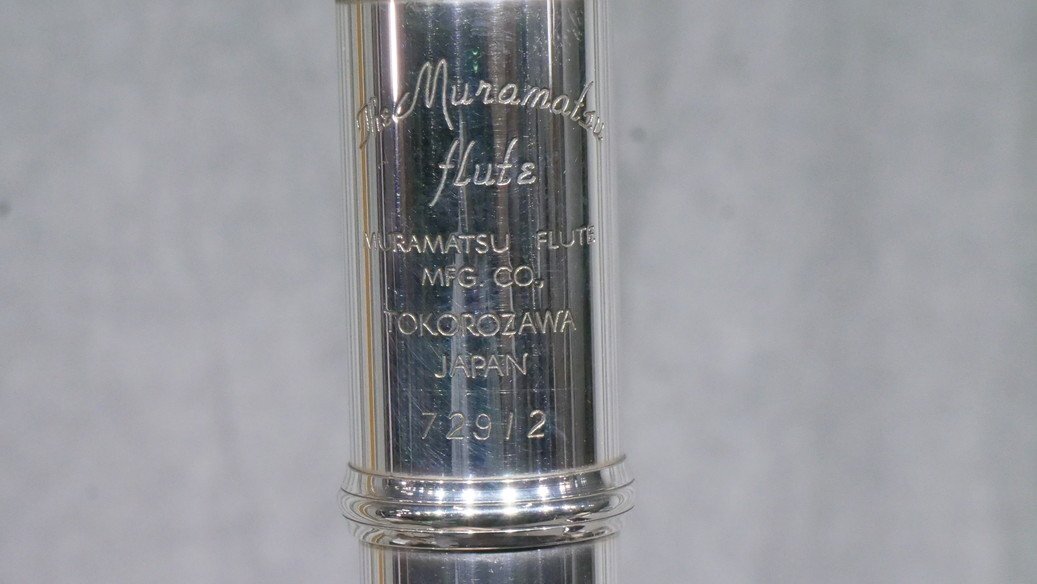 The Muramatsu
flute
MURAMATSU FLUTE
MFG. CO.,
TOKOROZAWA
JAPAN
72912